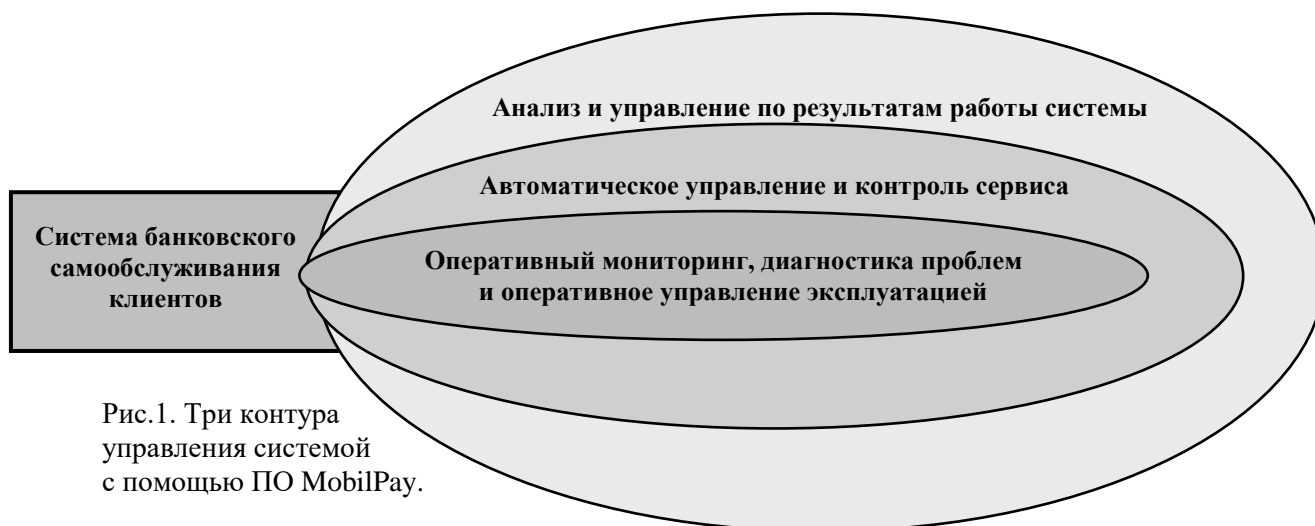 Анализ и управление по результатам работы системы
Автоматическое управление и контроль сервиса
Система банковского
самообслуживания
клиентов
Оперативный мониторинг, диагностика проблем
и оперативное управление эксплуатацией
Рис.1. Три контура
управления системой
с помощью ПО MobilPay.